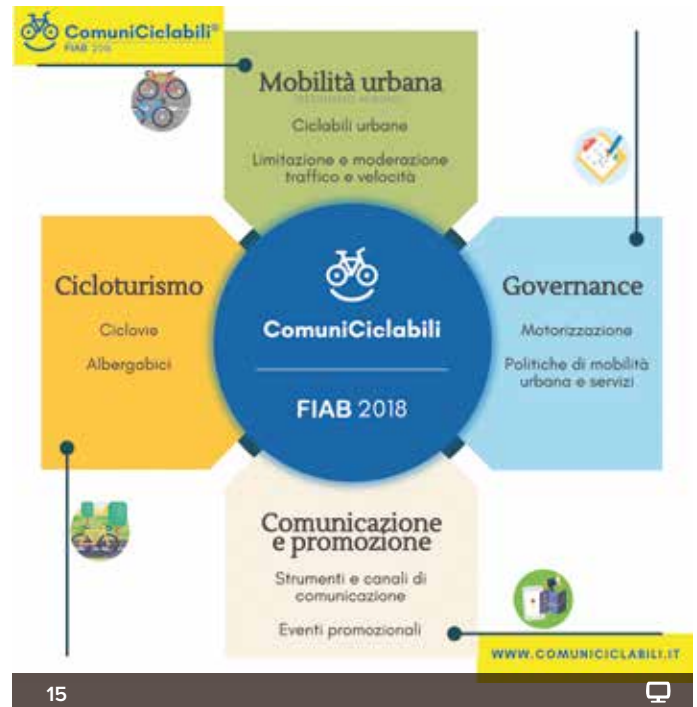 ComuniCiclabili®
FIAB 2018
Mobilità urbana
Ciclabili urbane
Limitazione e moderazione
traffico e velocità
Cicloturismo
Ciclovie
Albergabici
ComuniCiclabili
FIAB 2018
Governance
Motorizzazione
Politiche di mobilità
urbana e servizi
Comunicazione
e promozione
Strumenti e canali di
comunicazione
Eventi promozionali
WWW.COMUNICICLABILI.IT
15